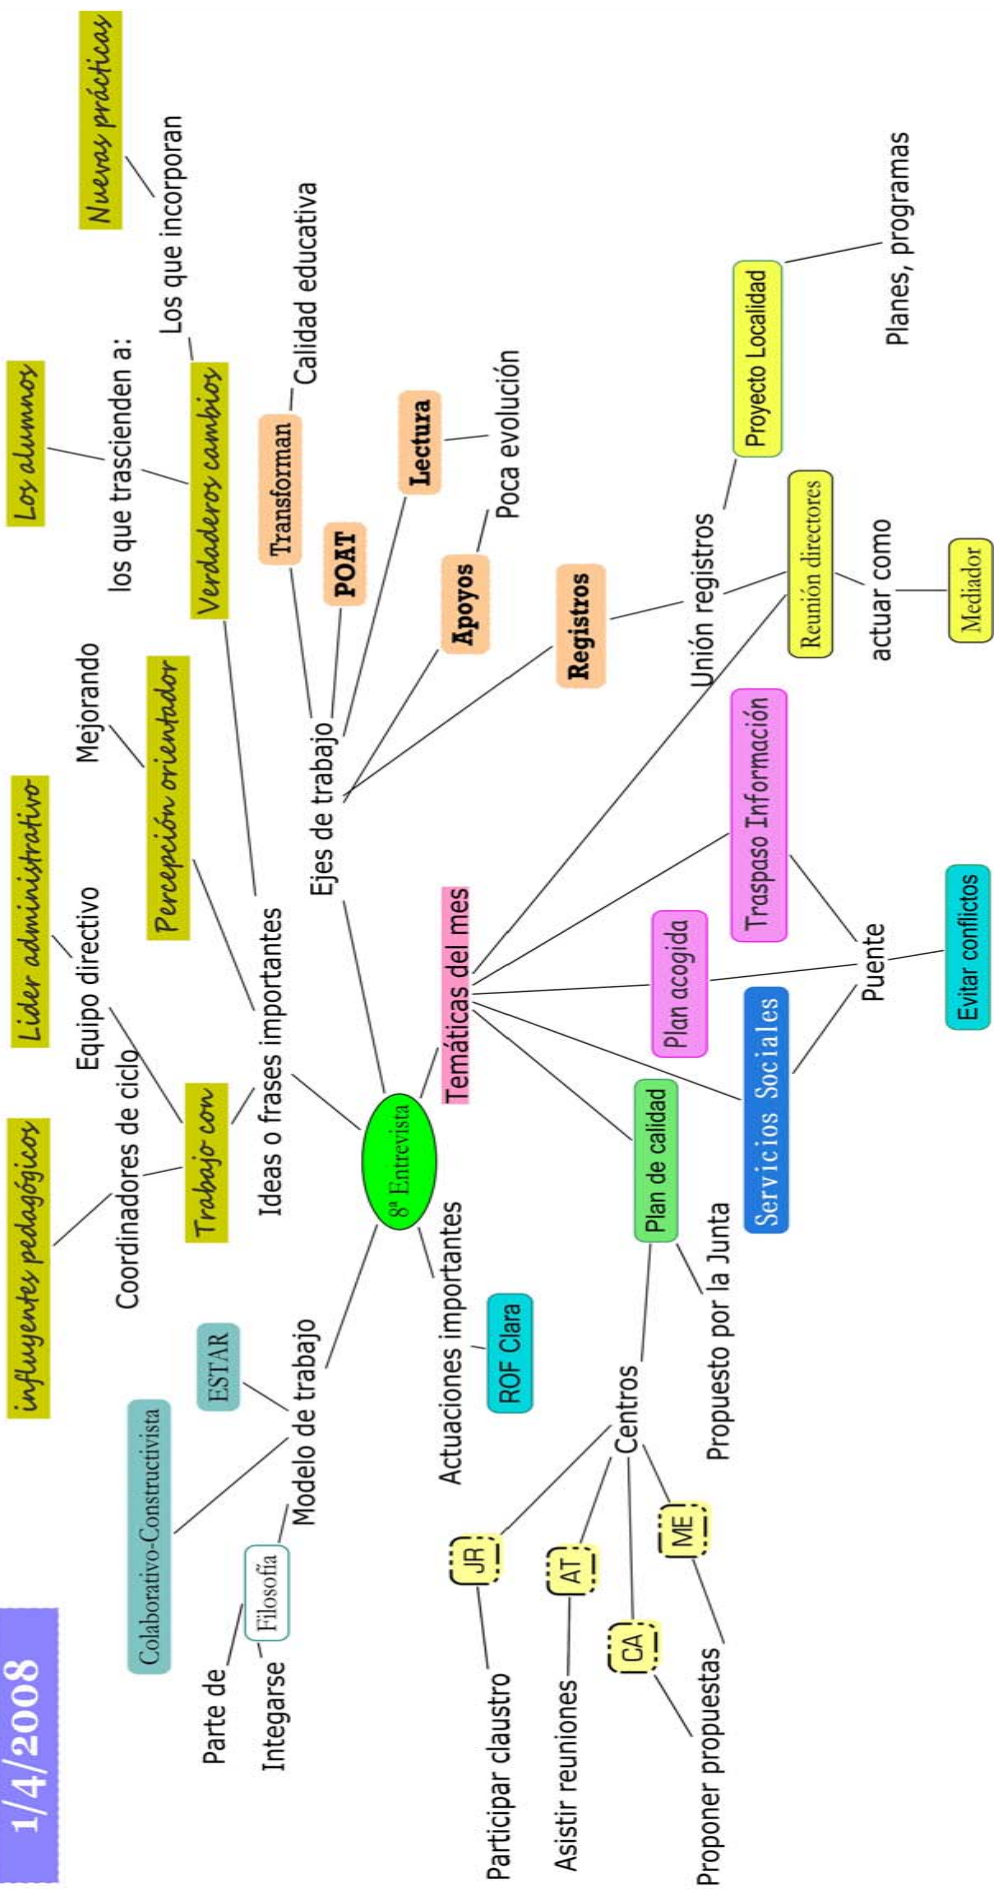 1/4/2008
influyentes pedagógicos
Lider administrativo
Los alumnos
Nuevas prácticas
Equipo directivo
Mejorando
los que trascienden a:
Coordinadores de ciclo
Percepción orientador
Los que incorporan
Colaborativo-Constructivista
Trabajo con
Verdaderos cambios
ESTAR
Parte de
Filosofía
Integarse
Modelo de trabajo
Ideas o frases importantes
Ejes de trabajo
Transforman
Calidad educativa
POAT
Lectura
8ª Entrevista
Apoyos
Poca evolución
Actuaciones importantes
Temáticas del mes
ROF Clara
Registros
JR
Participar claustro
AT
Asistir reuniones
CA
Centros
Plan de calidad
Plan acogida
Unión registros
ME
Proponer propuestas
Propuesto por la Junta
Servicios Sociales
Traspaso Información
Proyecto Localidad
Reunión directores
Puente
actuar como
Planes, programas
Evitar conflictos
Mediador